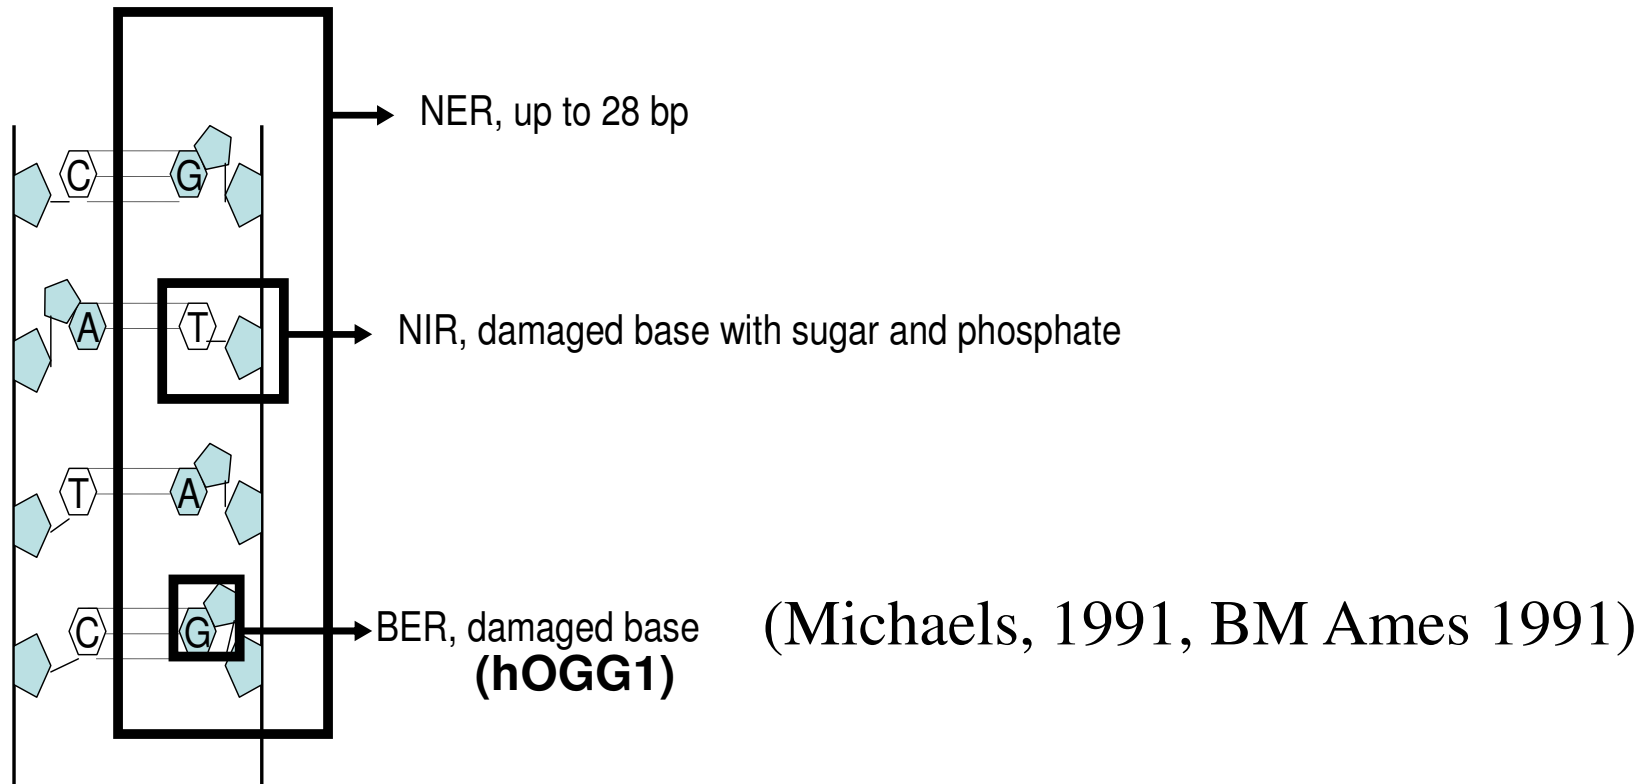 NER, up to 28 bp
C G
A T
NIR, damaged base with sugar and phosphate
T A
C G
BER, damaged base
(hOGG1)
(Michaels, 1991, BM Ames 1991)